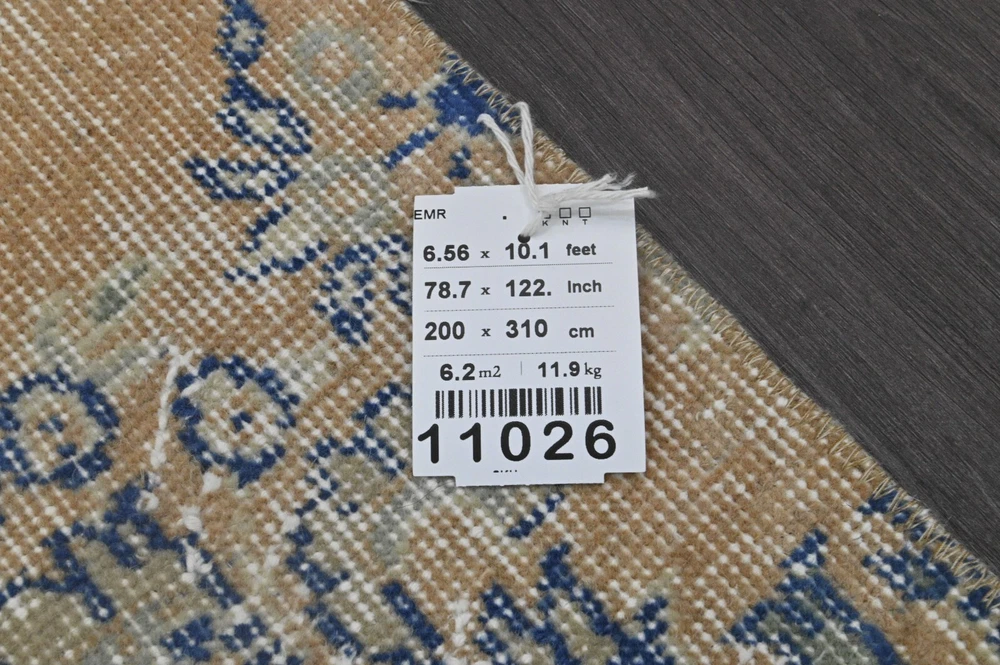 EMR . □ □ □
K N T
6.56 x 10.1 feet
78.7 x 122. Inch
200 x 310 cm
6.2 m2 | 11.9 kg
11026